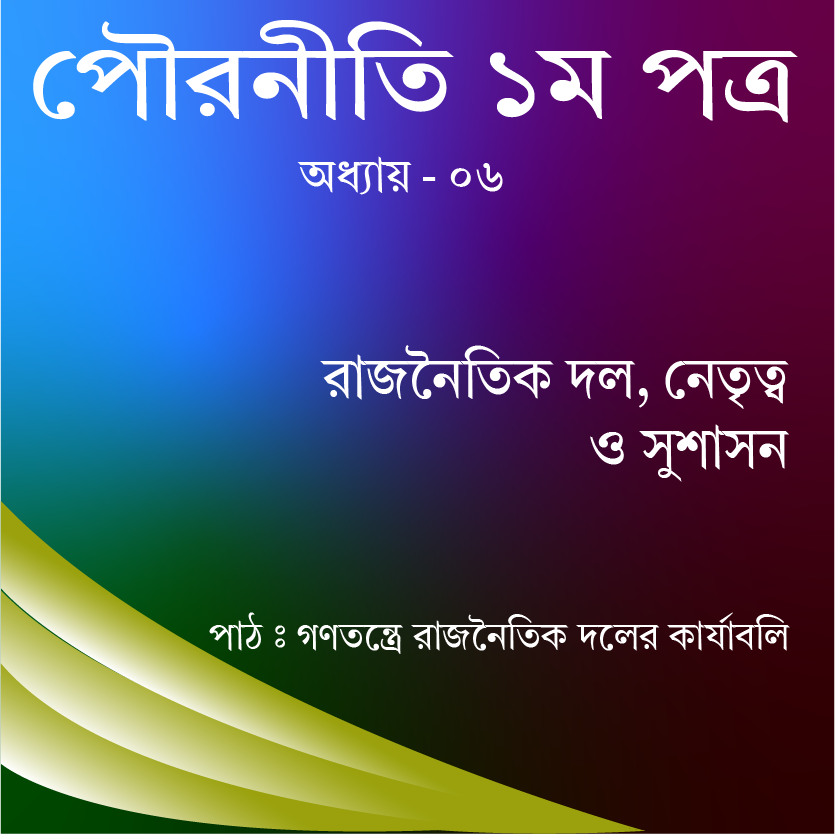 পৌরনীতি ১ম পত্র
অধ্যায় - ০৬
রাজনৈতিক দল, নেতৃত্ব
ও সুশাসন
পাঠ ঃ গণতন্ত্রে রাজনৈতিক দলের কার্যাবলি